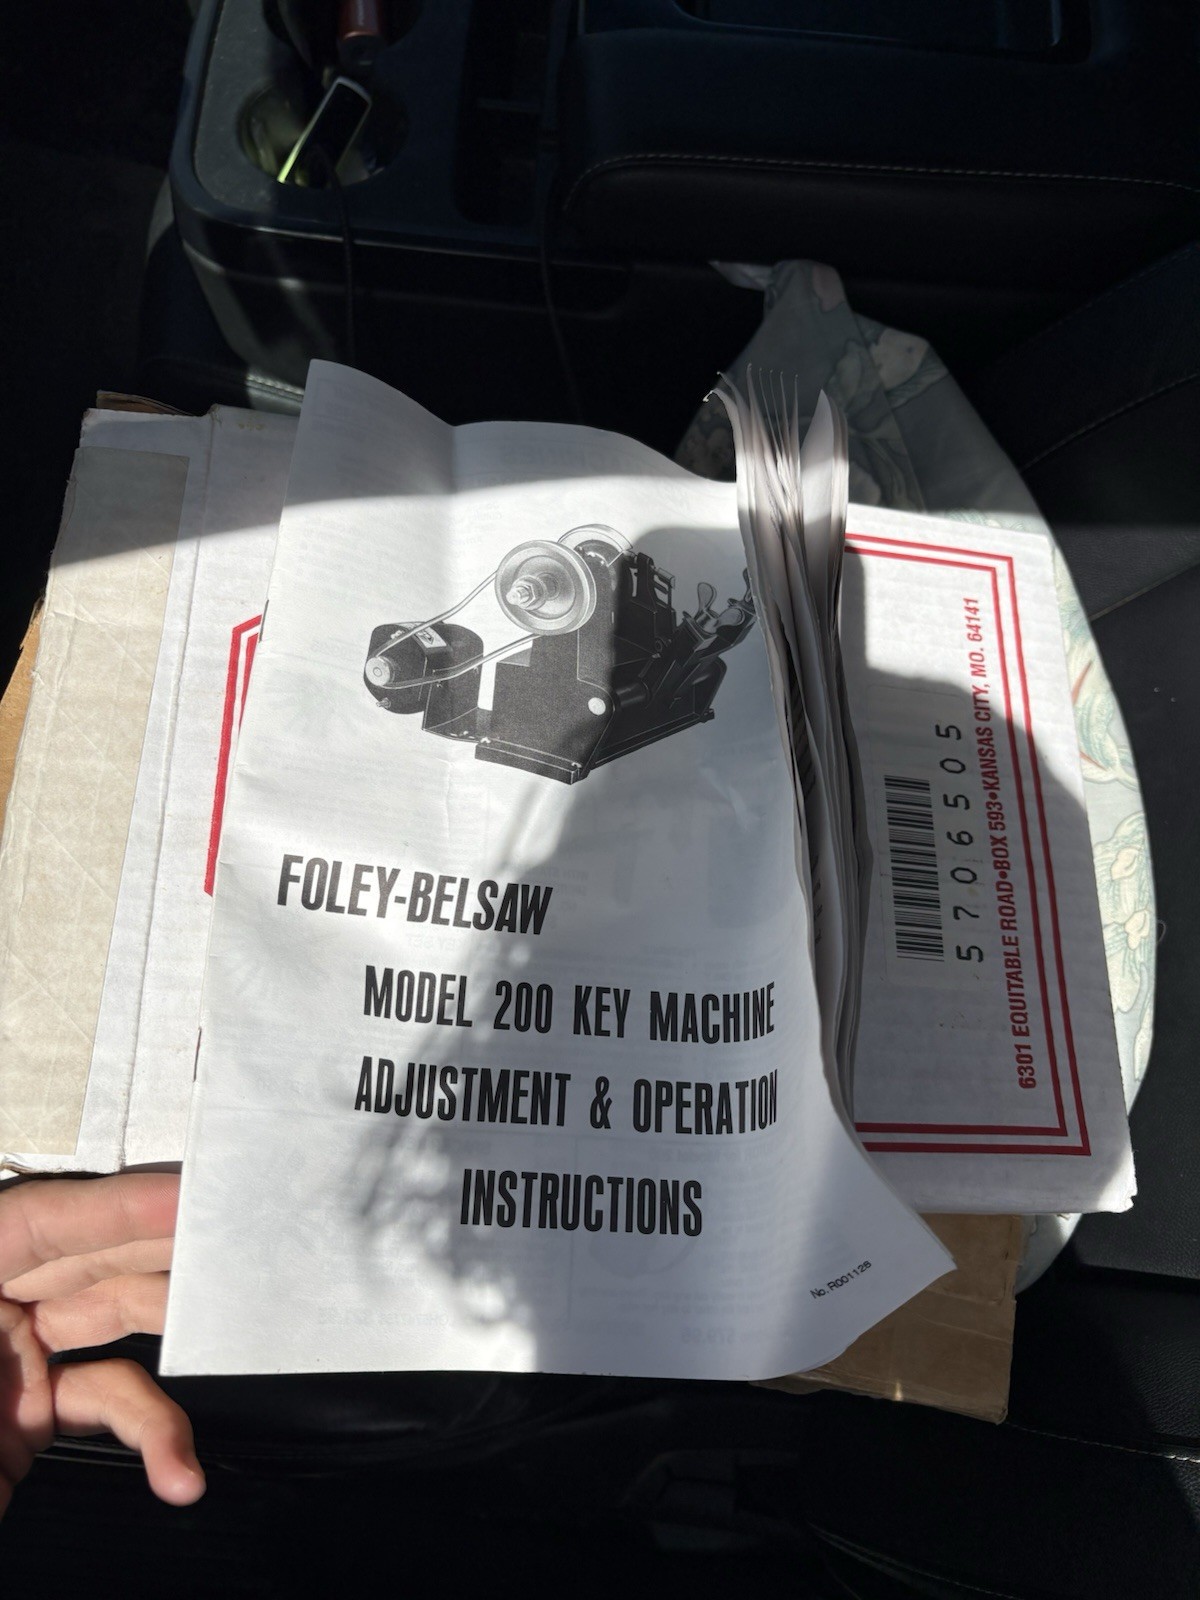 FOLEY-BELSAW
MODEL 200 KEY MACHINE
ADJUSTMENT & OPERATION
INSTRUCTIONS
No. R001128
5706505
6301 EQUITABLE ROAD•BOX 593•KANSAS CITY, MO. 64141